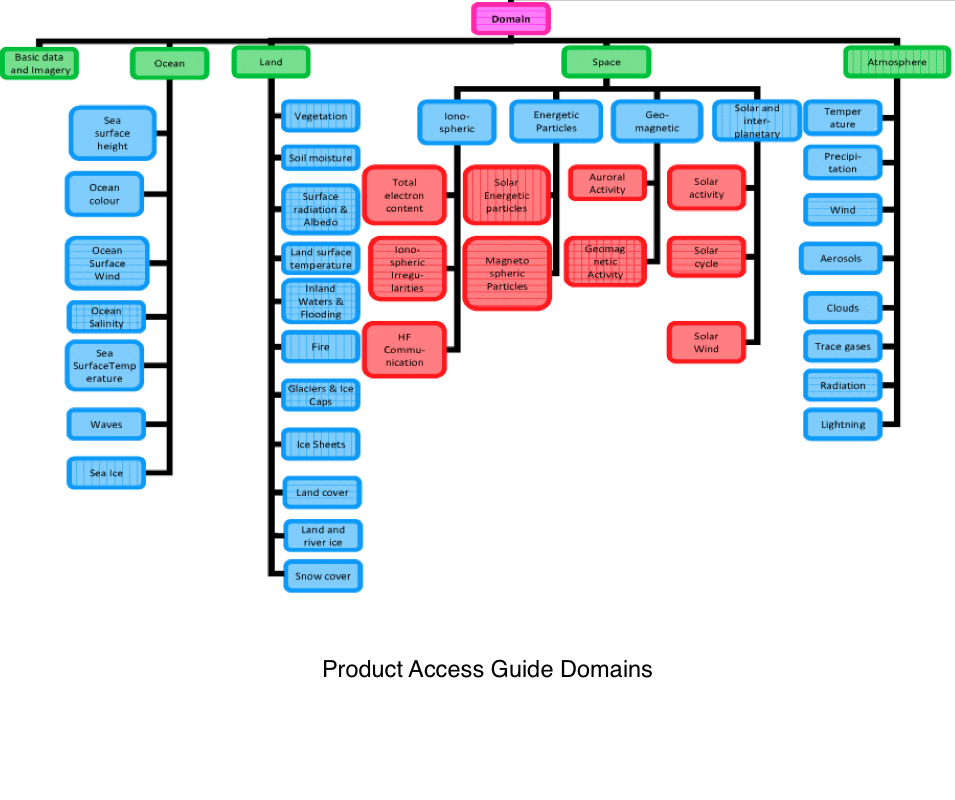 Domain
Basic data
and Imagery
Ocean
Land
Space
Atmosphere
Sea
surface
height
Ocean
colour
Ocean
Surface
Wind
Ocean
Salinity
Sea
SurfaceTemp
erature
Waves
Sea Ice
Vegetation
Soil moisture
Surface
radiation &
Albedo
Land surface
temperature
Inland
Waters &
Flooding
Fire
Glaciers & Ice
Caps
Ice Sheets
Land cover
Land and
river ice
Snow cover
Iono-
spheric
Energetic
Particles
Geo-
magnetic
Solar and
inter-
planetary
Total
electron
content
Iono-
spheric
Irregu-
larities
HF
Commu-
nication
Solar
Energetic
particles
Magneto
spheric
Particles
Auroral
Activity
Geomag
netic
Activity
Solar
activity
Solar
cycle
Solar
Wind
Temper
ature
Precipi-
tation
Wind
Aerosols
Clouds
Trace gases
Radiation
Lightning
Product Access Guide Domains